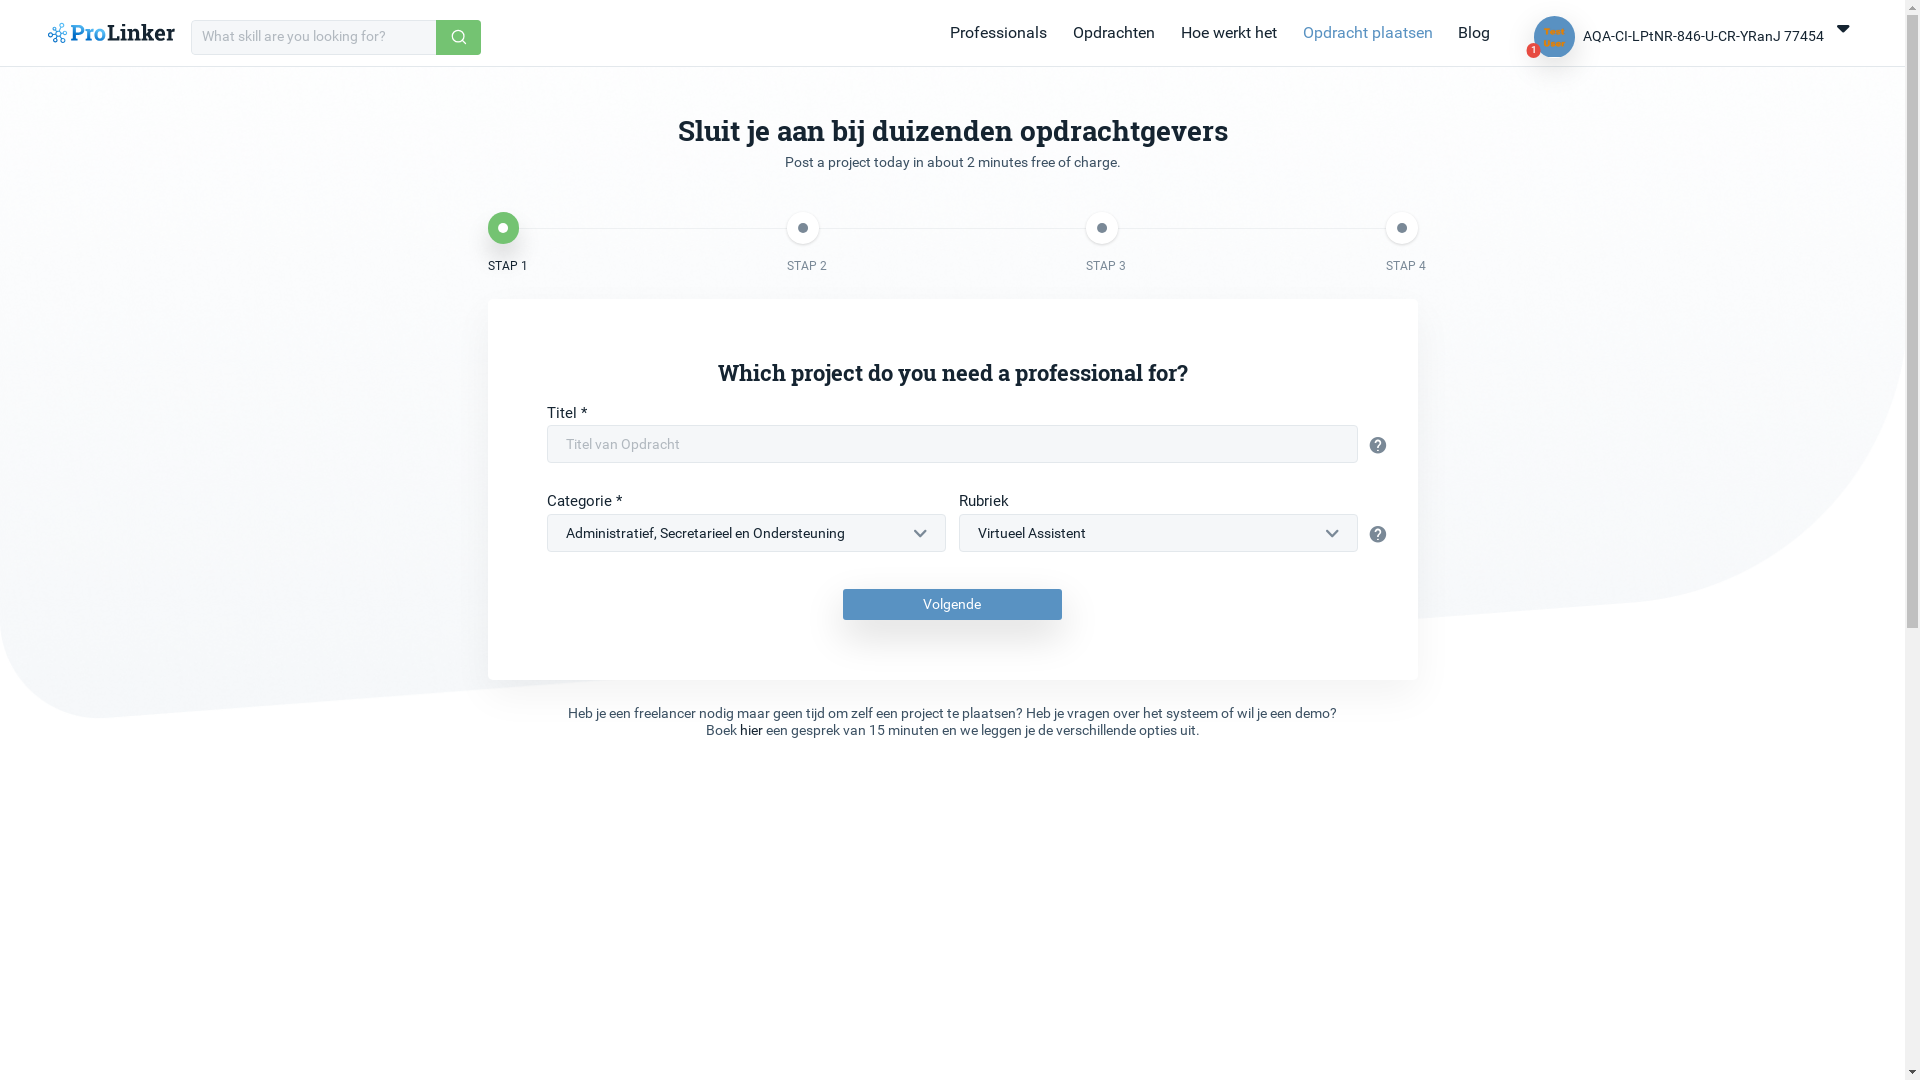 ProLinker
What skill are you looking for?
Professionals
Opdrachten
Hoe werkt het
Opdracht plaatsen
Blog
Test
User
1
AQA-CI-LPtNR-846-U-CR-YRanJ 77454
Sluit je aan bij duizenden opdrachtgevers
Post a project today in about 2 minutes free of charge.
STAP 1
STAP 2
STAP 3
STAP 4
Which project do you need a professional for?
Titel *
Titel van Opdracht
Categorie *
Rubriek
Administratief, Secretarieel en Ondersteuning
Virtueel Assistent
Volgende
Heb je een freelancer nodig maar geen tijd om zelf een project te plaatsen? Heb je vragen over het systeem of wil je een demo?
Boek hier een gesprek van 15 minuten en we leggen je de verschillende opties uit.